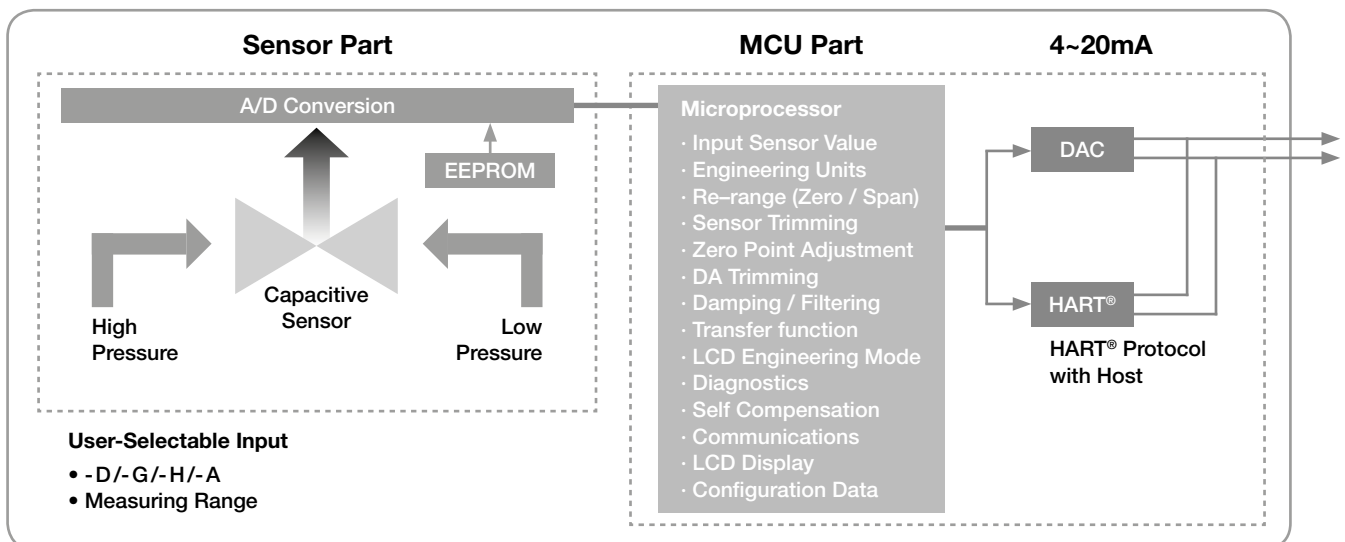 Sensor Part
MCU Part
4~20mA
A/D Conversion
EEPROM
Capacitive
Sensor
High
Pressure
Low
Pressure
User-Selectable Input
• -D/-G/-H/-A
• Measuring Range
Microprocessor
· Input Sensor Value
· Engineering Units
· Re–range (Zero / Span)
· Sensor Trimming
· Zero Point Adjustment
· DA Trimming
· Damping / Filtering
· Transfer function
· LCD Engineering Mode
· Diagnostics
· Self Compensation
· Communications
· LCD Display
· Configuration Data
DAC
HART®
HART® Protocol
with Host